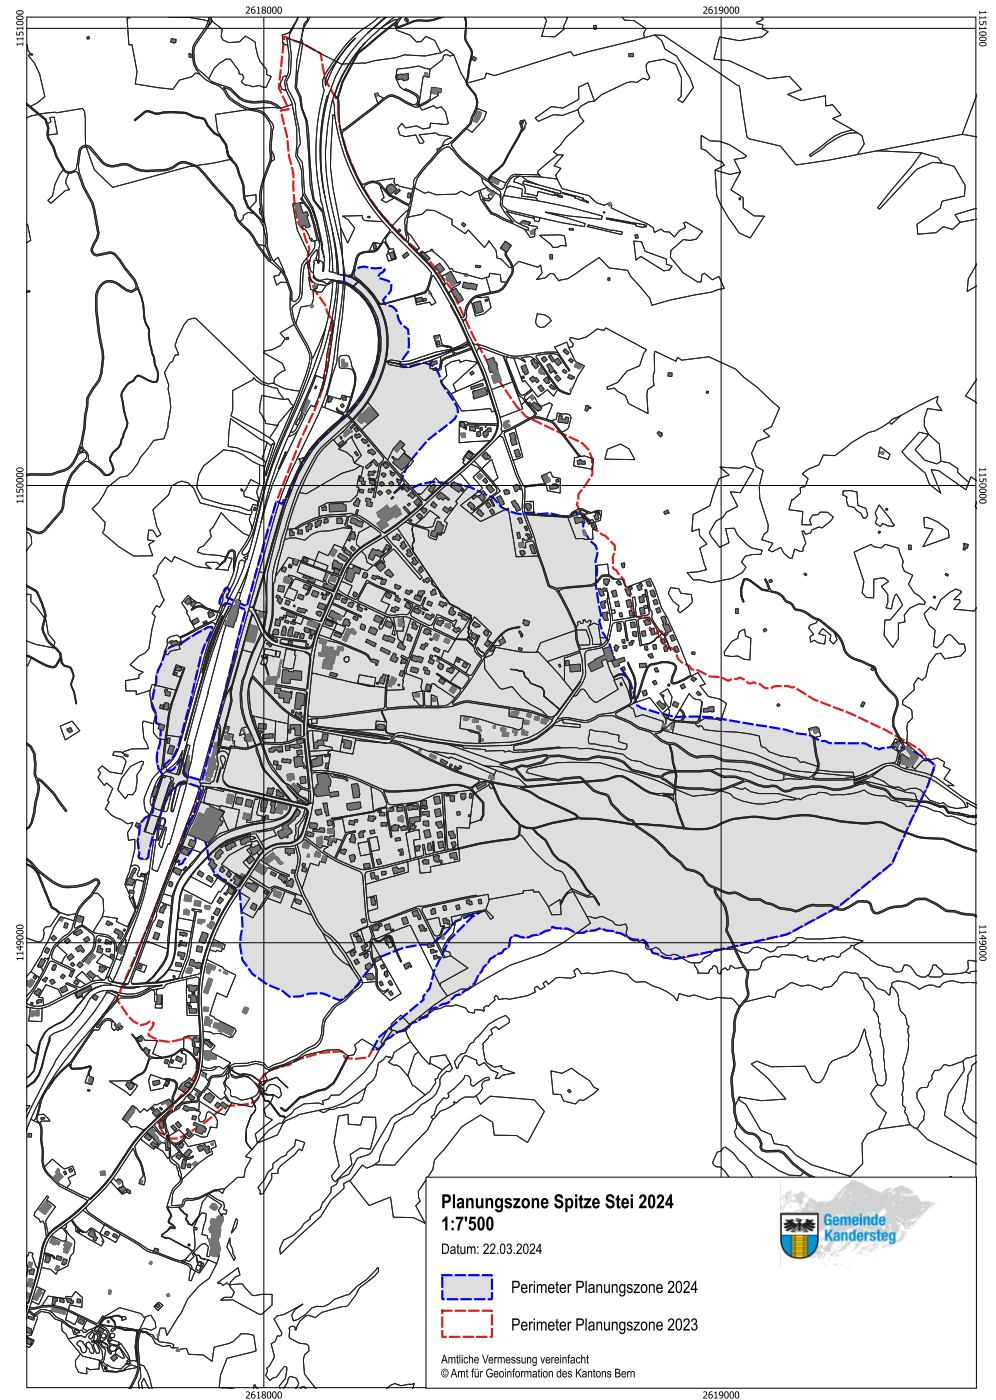 2618000
2619000
1151000
1151000
1150000
1150000
1149000
1149000
Planungszone Spitze Stei 2024
1:7'500
Datum: 22.03.2024
Gemeinde
Kandersteg
Perimeter Planungszone 2024
Perimeter Planungszone 2023
Amtliche Vermessung vereinfacht
© Amt für Geoinformation des Kantons Bern
2618000
2619000